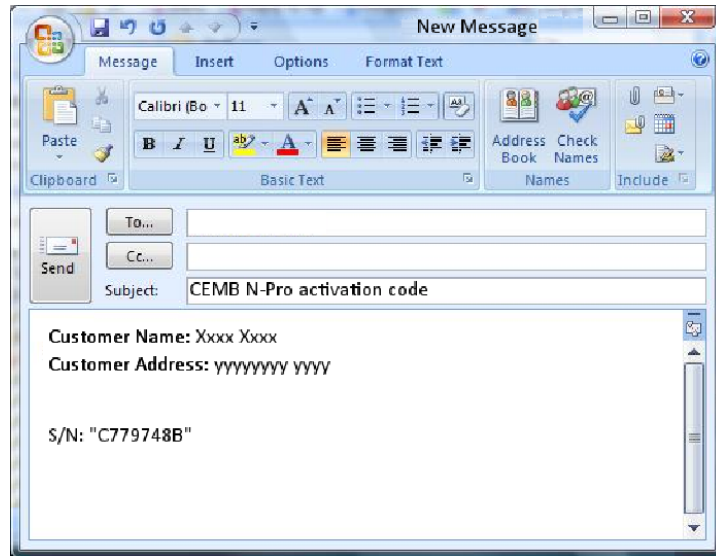 New Message
Message Insert Options Format Text
Calibri (Bo 11 A A
Paste B I U ab A Address Book Check Names
Clipboard Basic Text Names Include
To...
Cc...
Send
Subject: CEMB N-Pro activation code
Customer Name: Xxxx Xxxx
Customer Address: yyyyyyyy yyyy
S/N: "C779748B"